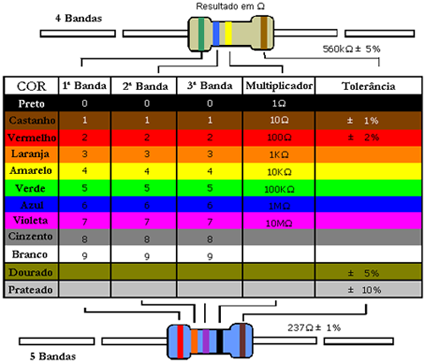 Resultado em Ω
4 Bandas
560kΩ ± 5%
COR 1ª Banda 2ª Banda 3ª Banda Multiplicador Tolerância
Preto 0 0 0 1Ω
Castanho 1 1 1 10Ω ± 1%
Vermelho 2 2 2 100Ω ± 2%
Laranja 3 3 3 1KΩ
Amarelo 4 4 4 10KΩ
Verde 5 5 5 100KΩ
Azul 6 6 6 1MΩ
Violeta 7 7 7 10MΩ
Cinzento 8 8 8
Branco 9 9 9
Dourado ± 5%
Prateado ± 10%
237Ω ± 1%
5 Bandas